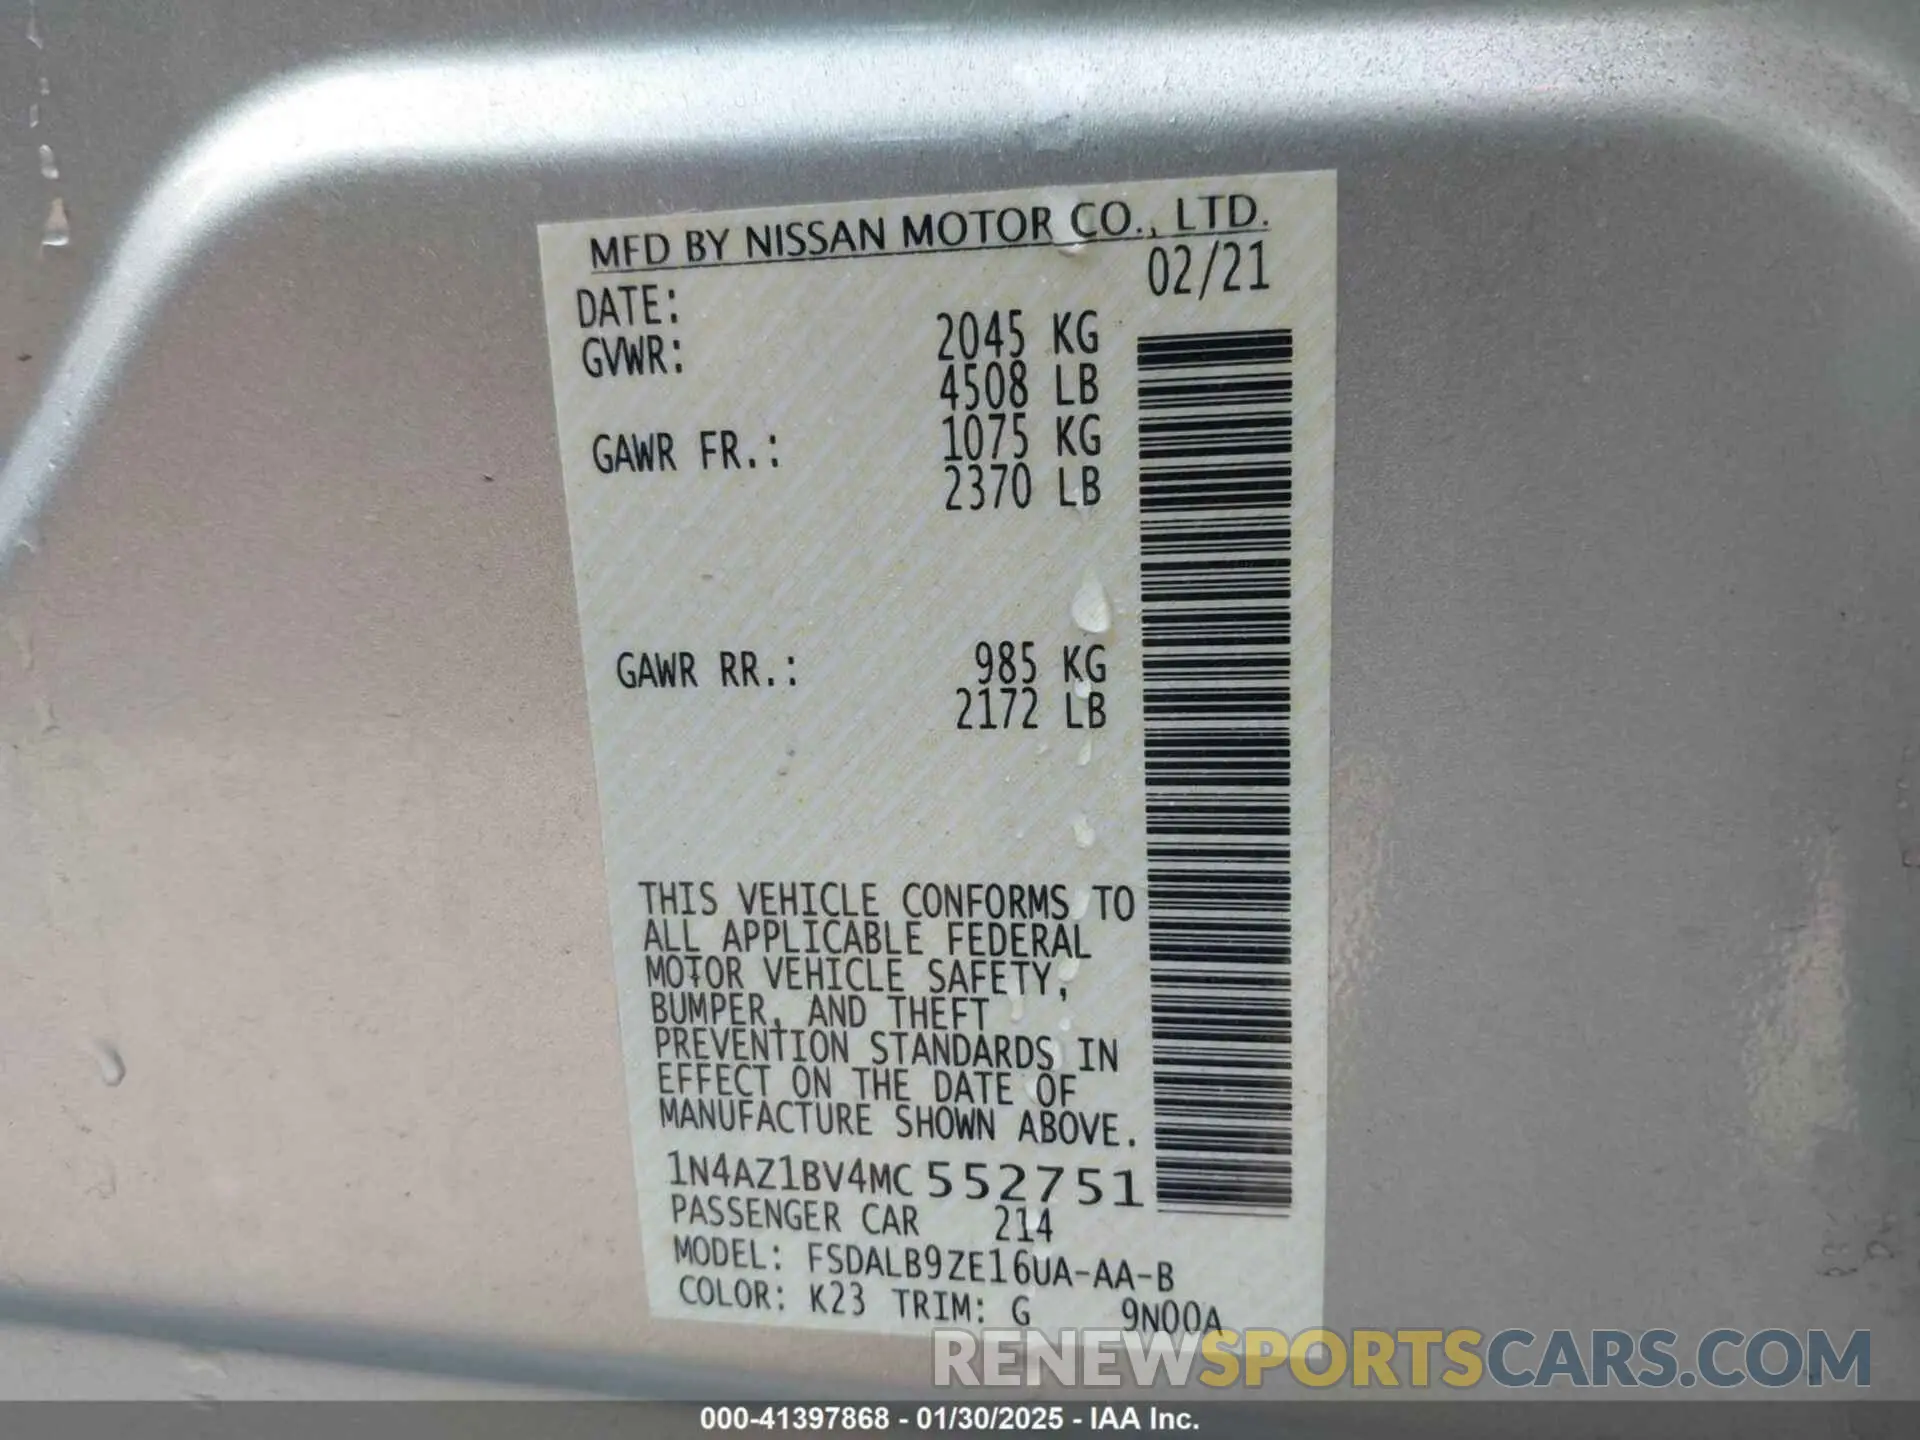 MFD BY NISSAN MOTOR CO., LTD.
DATE: 02/21
GVWR: 2045 KG
4508 LB
GAWR FR.: 1075 KG
2370 LB
GAWR RR.: 985 KG
2172 LB
THIS VEHICLE CONFORMS TO
ALL APPLICABLE FEDERAL
MOTOR VEHICLE SAFETY,
BUMPER, AND THEFT
PREVENTION STANDARDS IN
EFFECT ON THE DATE OF
MANUFACTURE SHOWN ABOVE.
1N4AZ1BV4MC552751
PASSENGER CAR 214
MODEL: FSDALB9ZE16UA-AA-B
COLOR: K23 TRIM: G 9N00A
RENEWSPORTSCARS.COM
000-41397868 - 01/30/2025 - IAA Inc.